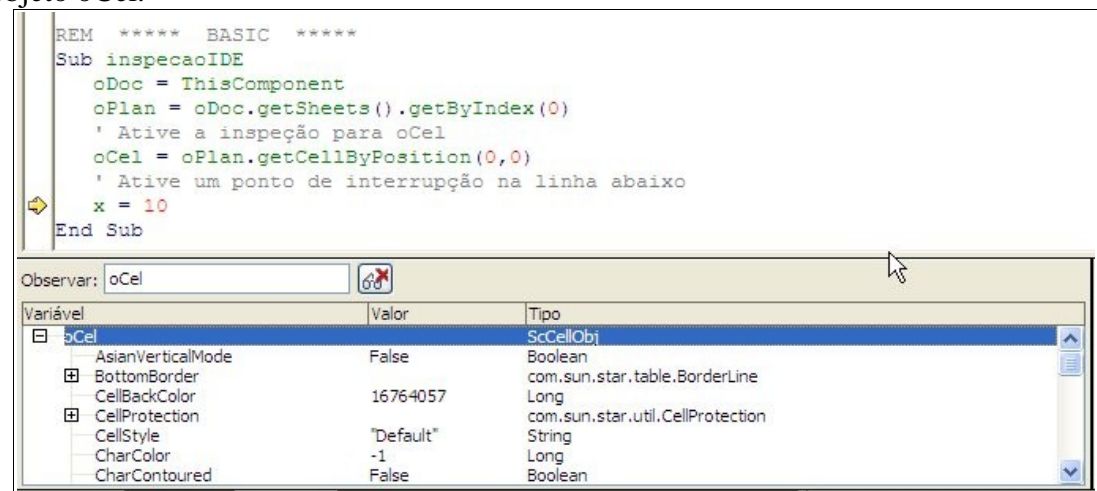 REM ***** BASIC *****
Sub inspecaoIDE
oDoc = ThisComponent
oPlan = oDoc.getSheets().getByIndex(0)
' Ative a inspeção para oCel
oCel = oPlan.getCellByPosition(0,0)
' Ative um ponto de interrupção na linha abaixo
x = 10
End Sub
Observar: oCel
Variável Valor Tipo
oCel ScCellObj
AsianVerticalMode False Boolean
BottomBorder com.sun.star.table.BorderLine
CellBackColor 16764057 Long
CellProtection com.sun.star.util.CellProtection
CellStyle "Default" String
CharColor -1 Long
CharContoured False Boolean